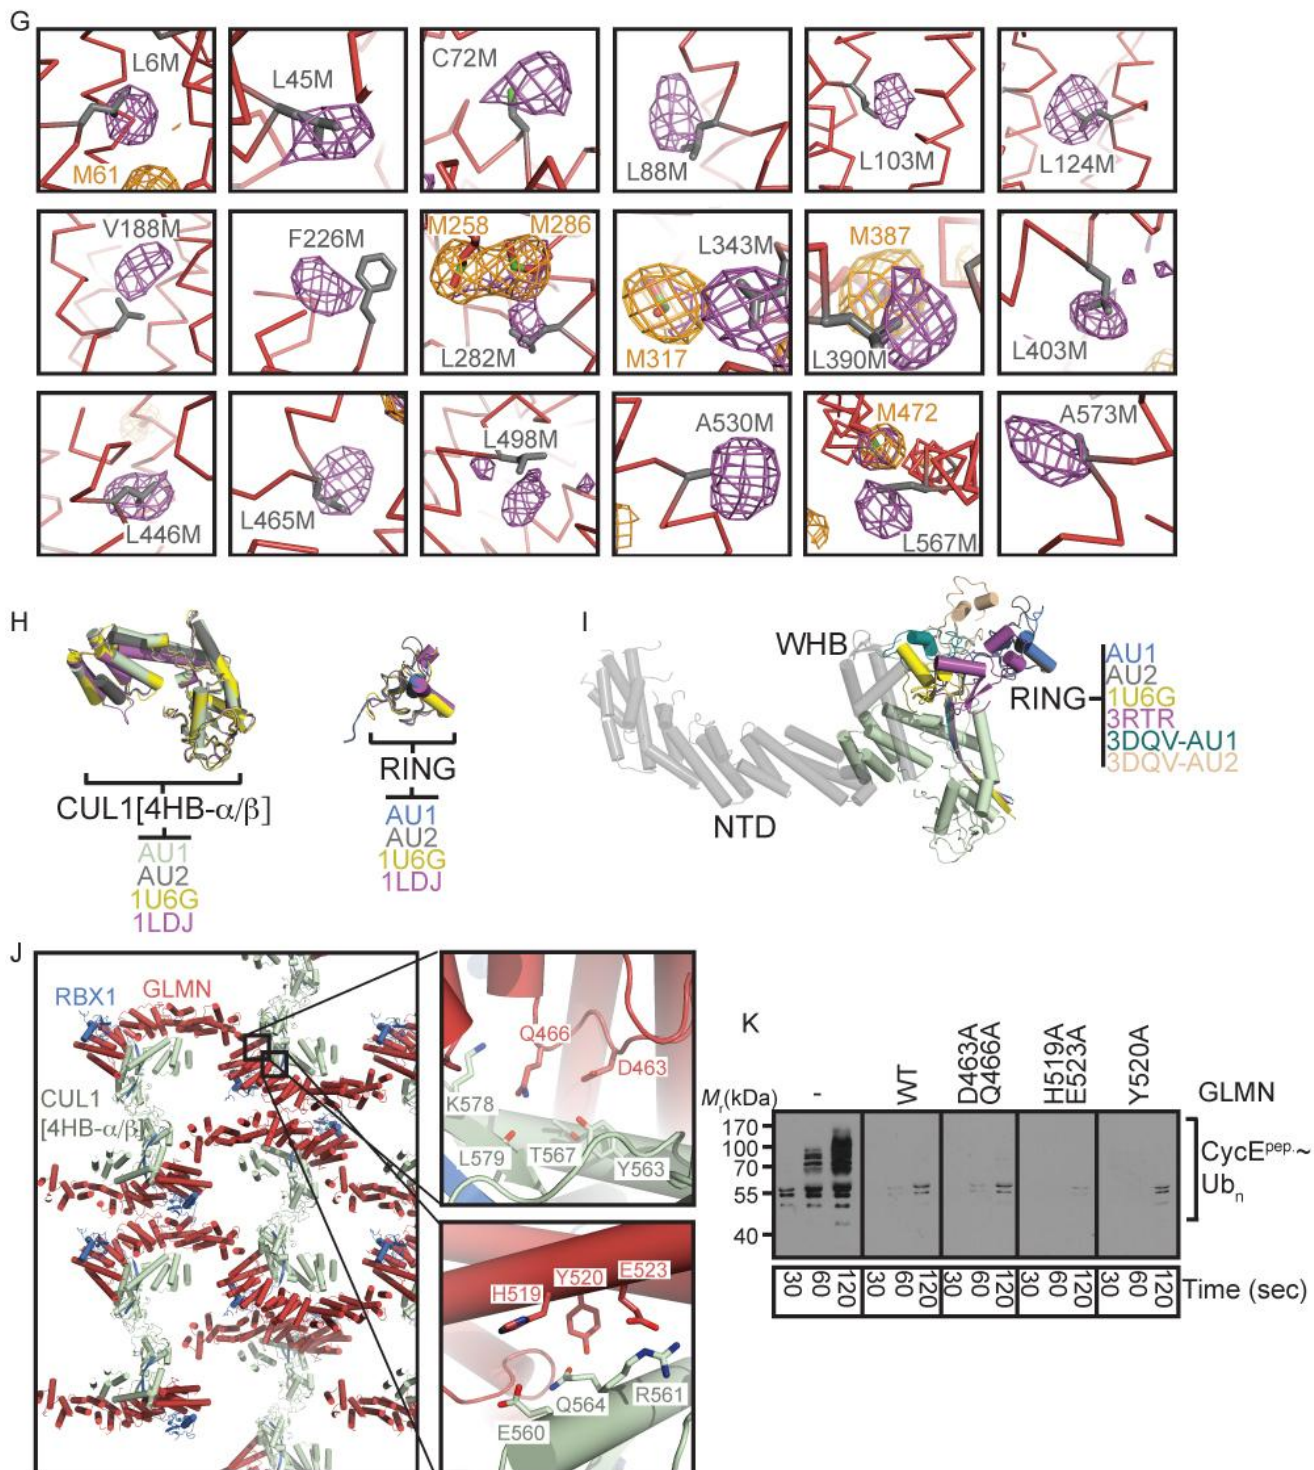 G
L6M
M61
L45M
C72M
L88M
L103M
L124M
V188M
F226M
M258 M286
L282M
L343M
M317
M387
L390M
L403M
L446M
L465M
L498M
A530M
M472
L567M
A573M
H
CUL1[4HB-α/β]
AU1
AU2
1U6G
1LDJ
RING
AU1
AU2
1U6G
1LDJ
I
WHB
NTD
RING
AU1
AU2
1U6G
3RTR
3DQV-AU1
3DQV-AU2
J
RBX1 GLMN
CUL1
[4HB-α/β]
Q466
D463
K578
L579
T567
Y563
H519
Y520
E523
Q564
R561
E560
K
Mr(kDa)
-
WT
D463A
Q466A
H519A
E523A
Y520A
GLMN
170
100
70
55
40
CycEpep.~
Ubn
30 60 120 30 60 120 30 60 120 30 60 120 30 60 120 Time (sec)